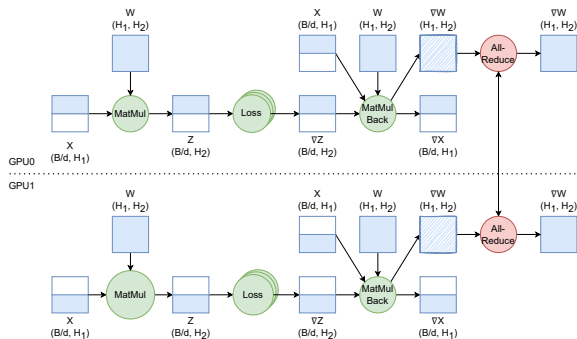 W
(H1, H2)
X
(B/d, H1)
W
(H1, H2)
∇W
(H1, H2)
∇W
(H1, H2)
All-
Reduce
MatMul
Loss
MatMul
Back
X
(B/d, H1)
Z
(B/d, H2)
∇Z
(B/d, H2)
∇X
(B/d, H1)
GPU0
GPU1
W
(H1, H2)
X
(B/d, H1)
W
(H1, H2)
∇W
(H1, H2)
∇W
(H1, H2)
All-
Reduce
MatMul
Loss
MatMul
Back
X
(B/d, H1)
Z
(B/d, H2)
∇Z
(B/d, H2)
∇X
(B/d, H1)